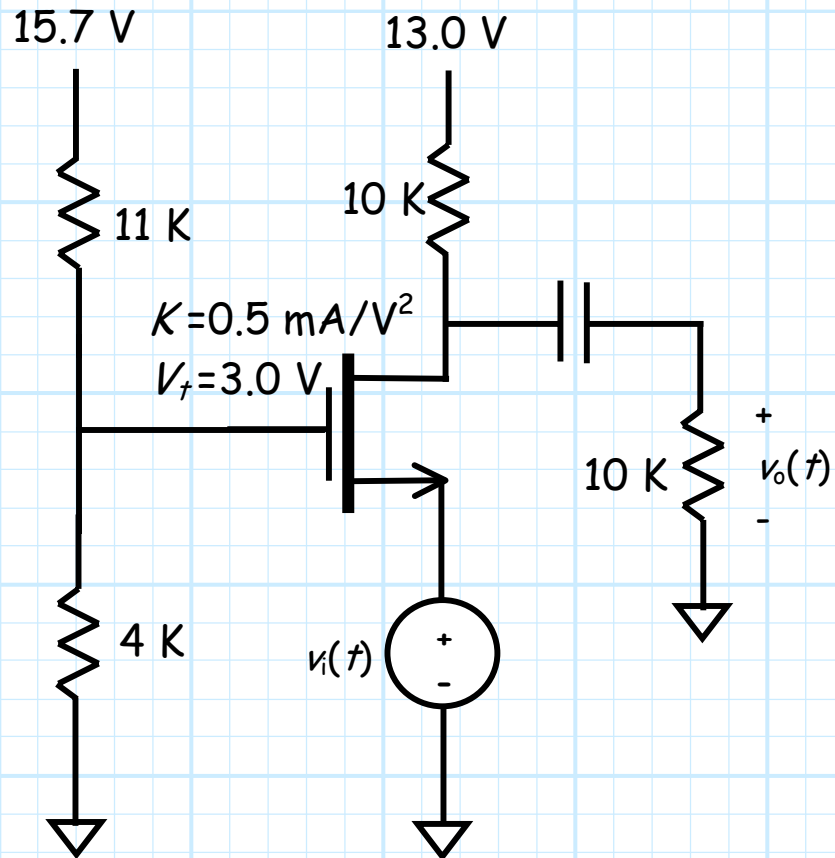 15.7 V
13.0 V
10 K
11 K
K=0.5 mA/V²
Vₜ=3.0 V
10 K
+
vₒ(t)
-
4 K
vᵢ(t)
+
-